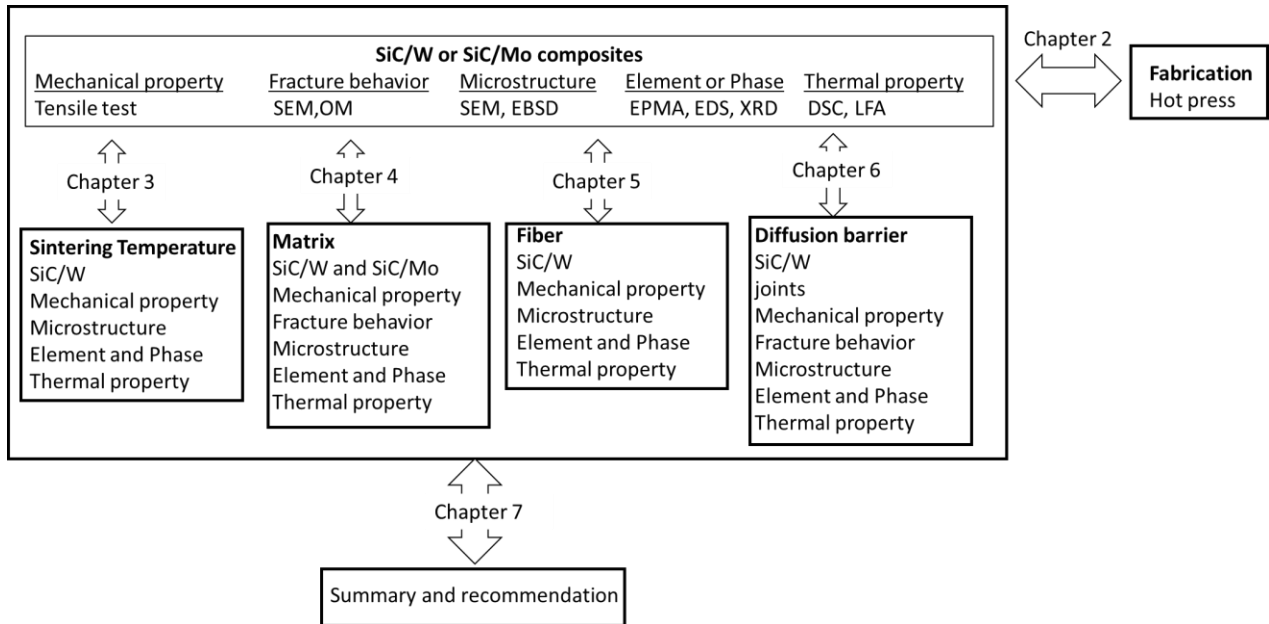 SiC/W or SiC/Mo composites
Mechanical property
Tensile test
Fracture behavior
SEM,OM
Microstructure
SEM, EBSD
Element or Phase
EPMA, EDS, XRD
Thermal property
DSC, LFA
Chapter 2
Fabrication
Hot press
Chapter 3
Sintering Temperature
SiC/W
Mechanical property
Microstructure
Element and Phase
Thermal property
Chapter 4
Matrix
SiC/W and SiC/Mo
Mechanical property
Fracture behavior
Microstructure
Element and Phase
Thermal property
Chapter 5
Fiber
SiC/W
Mechanical property
Microstructure
Element and Phase
Thermal property
Chapter 6
Diffusion barrier
SiC/W
joints
Mechanical property
Fracture behavior
Microstructure
Element and Phase
Thermal property
Chapter 7
Summary and recommendation